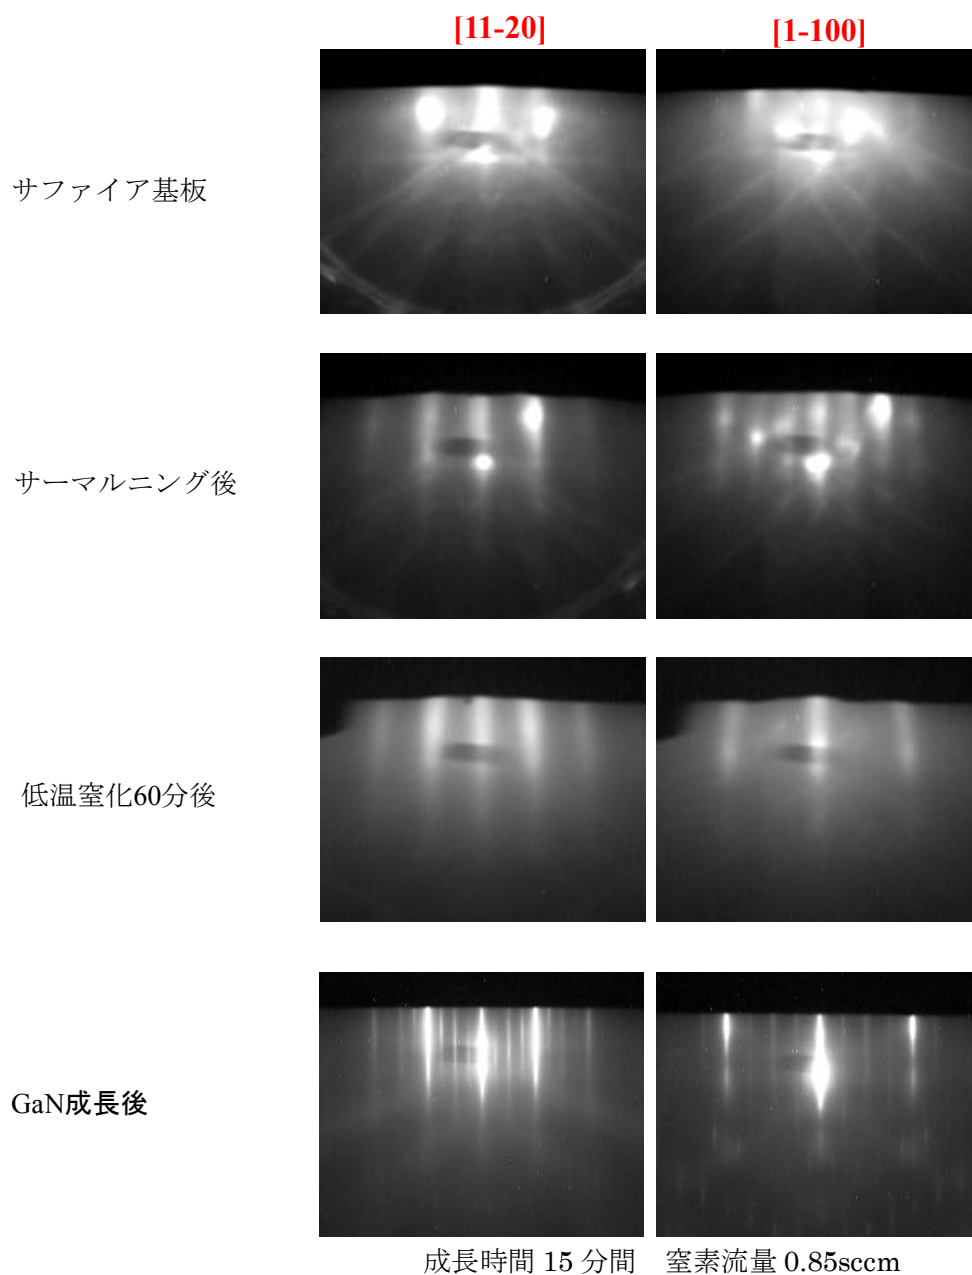 [11-20] [1-100]
サファイア基板
サーマルニング後
低温窒化60分後
GaN成長後
成長時間 15 分間 窒素流量 0.85sccm